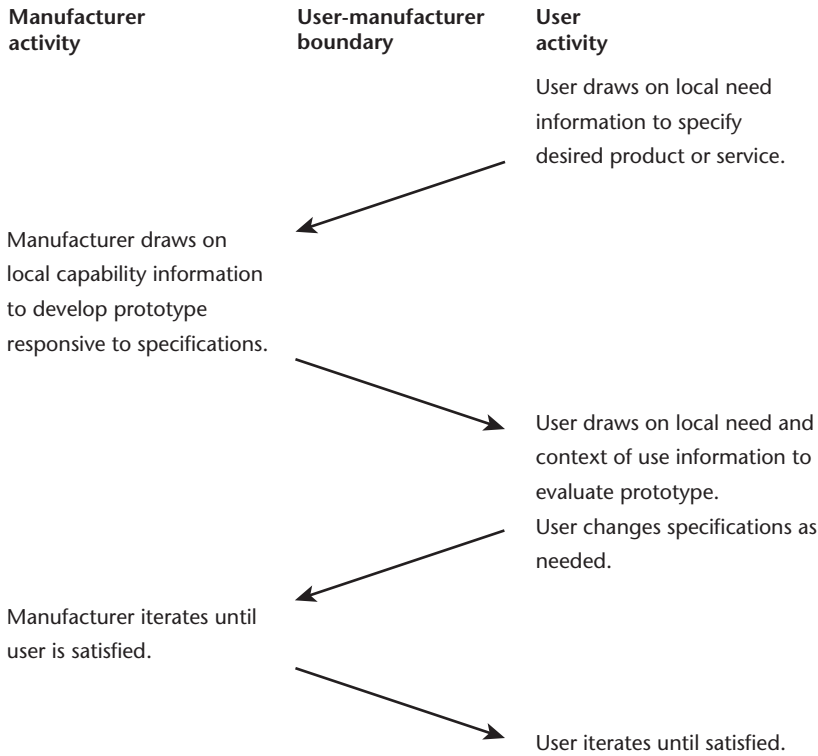 Manufacturer
activity
User-manufacturer
boundary
User
activity
User draws on local need
information to specify
desired product or service.
Manufacturer draws on
local capability information
to develop prototype
responsive to specifications.
User draws on local need and
context of use information to
evaluate prototype.
User changes specifications as
needed.
Manufacturer iterates until
user is satisfied.
User iterates until satisfied.